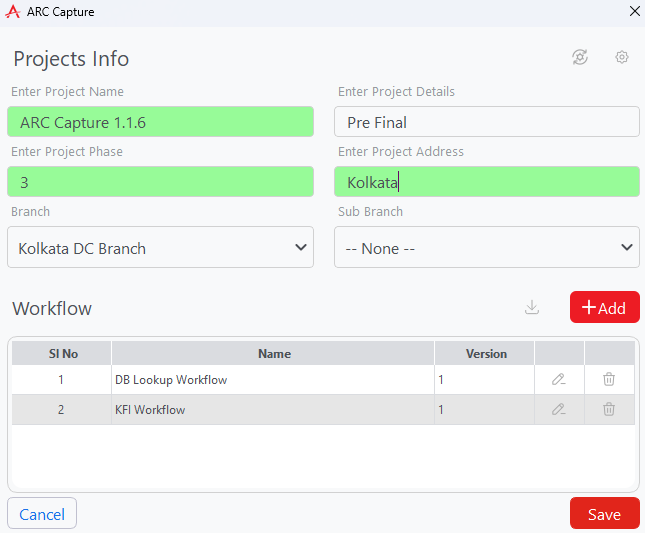 ARC Capture
Projects Info
Enter Project Name Enter Project Details
ARC Capture 1.1.6 Pre Final
Enter Project Phase Enter Project Address
3 Kolkata
Branch Sub Branch
Kolkata DC Branch -- None --
Workflow +Add
Sl No Name Version
1 DB Lookup Workflow 1
2 KFI Workflow 1
Cancel Save